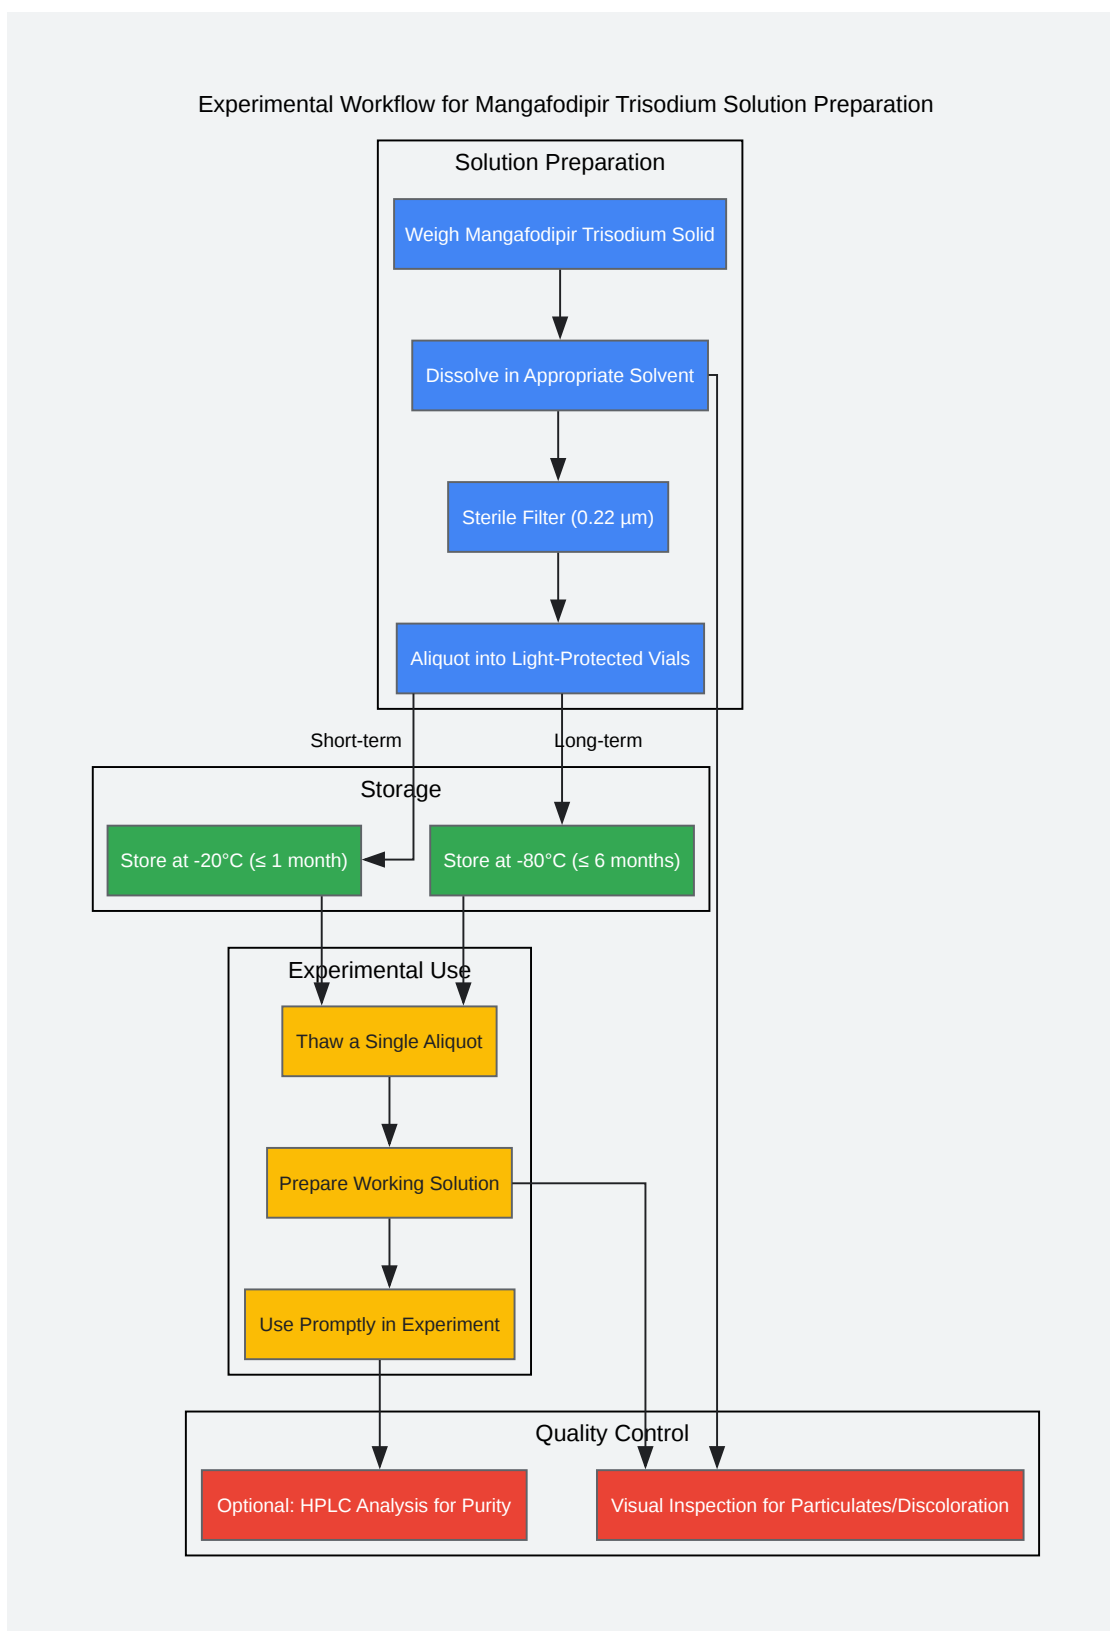 Experimental Workflow for Mangafodipir Trisodium Solution Preparation
Solution Preparation
Weigh Mangafodipir Trisodium Solid
Dissolve in Appropriate Solvent
Sterile Filter (0.22 µm)
Aliquot into Light-Protected Vials
Short-term
Long-term
Storage
Store at -20°C (≤ 1 month)
Store at -80°C (≤ 6 months)
Experimental Use
Thaw a Single Aliquot
Prepare Working Solution
Use Promptly in Experiment
Quality Control
Optional: HPLC Analysis for Purity
Visual Inspection for Particulates/Discoloration